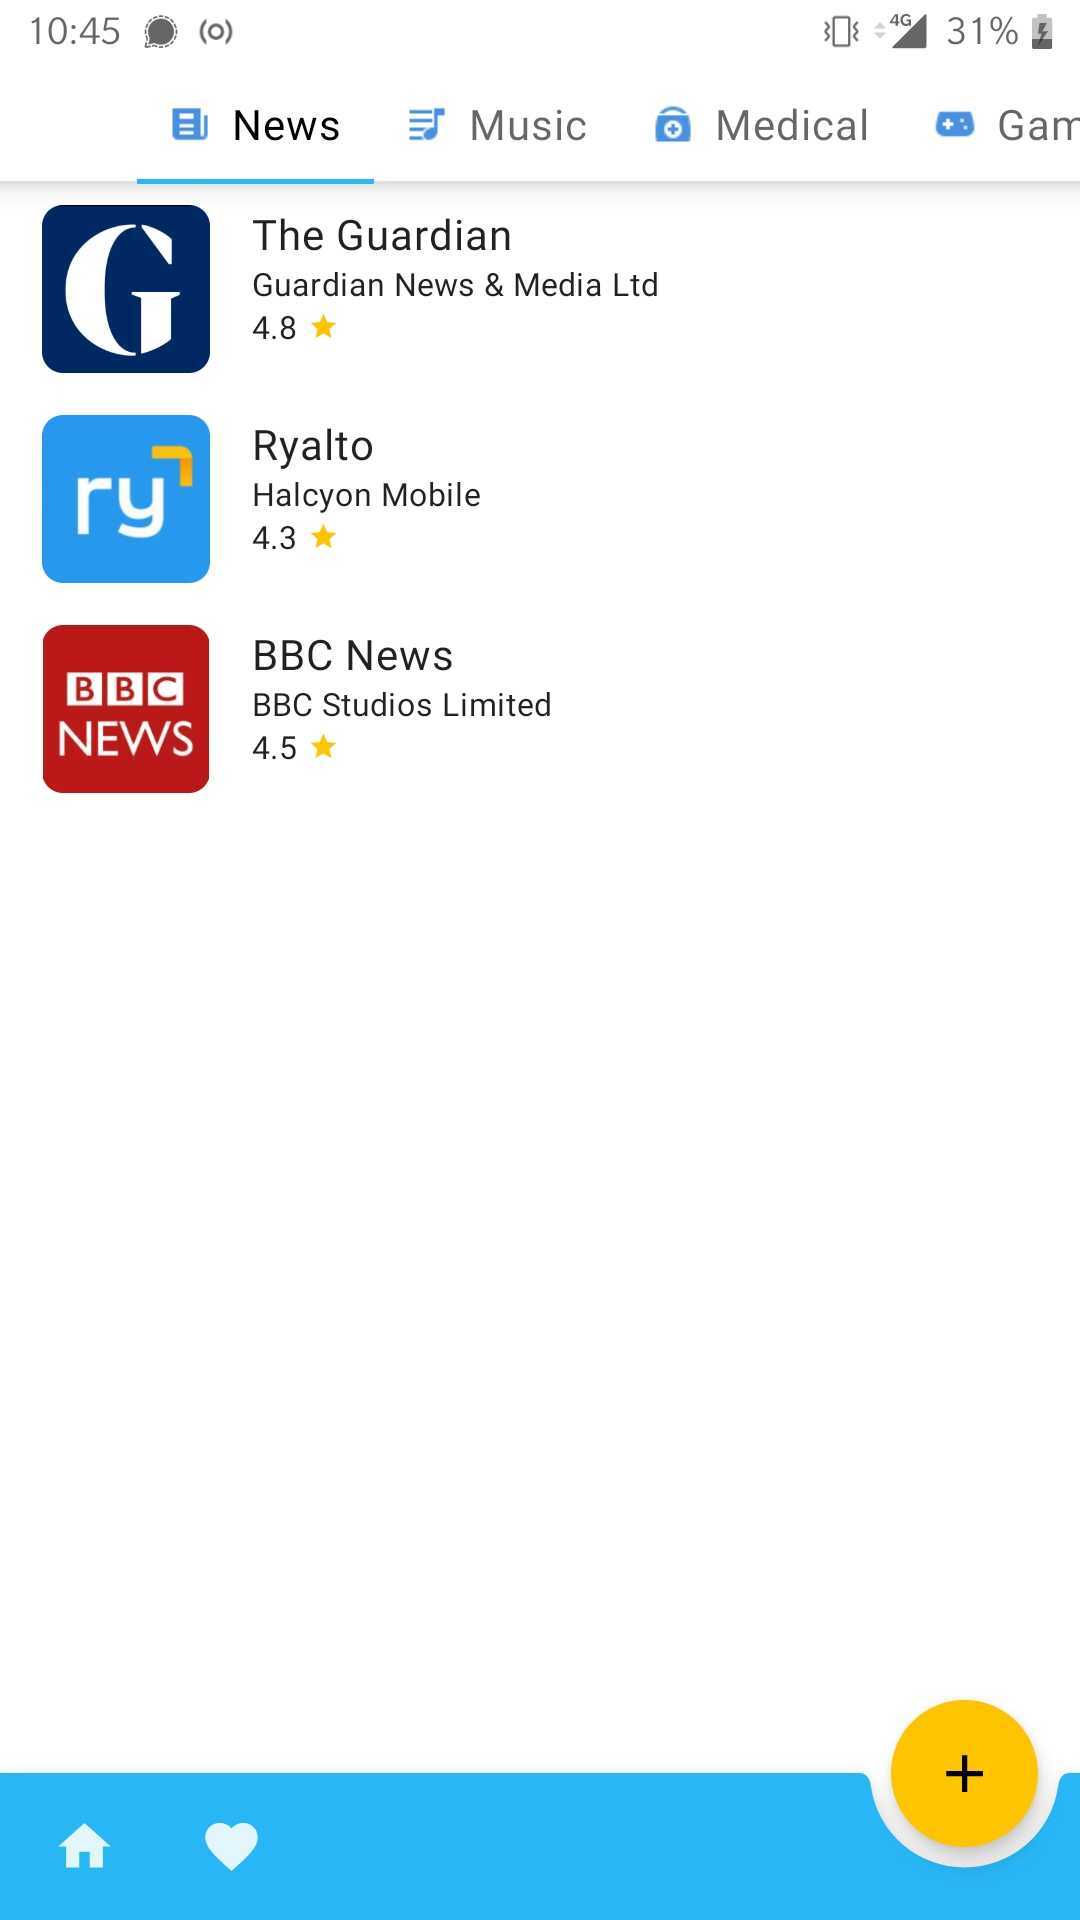 10:45 4G 31%
News Music Medical Gam
The Guardian
Guardian News & Media Ltd
4.8
G
ry
Ryalto
Halcyon Mobile
4.3
BBC
NEWS
BBC News
BBC Studios Limited
4.5